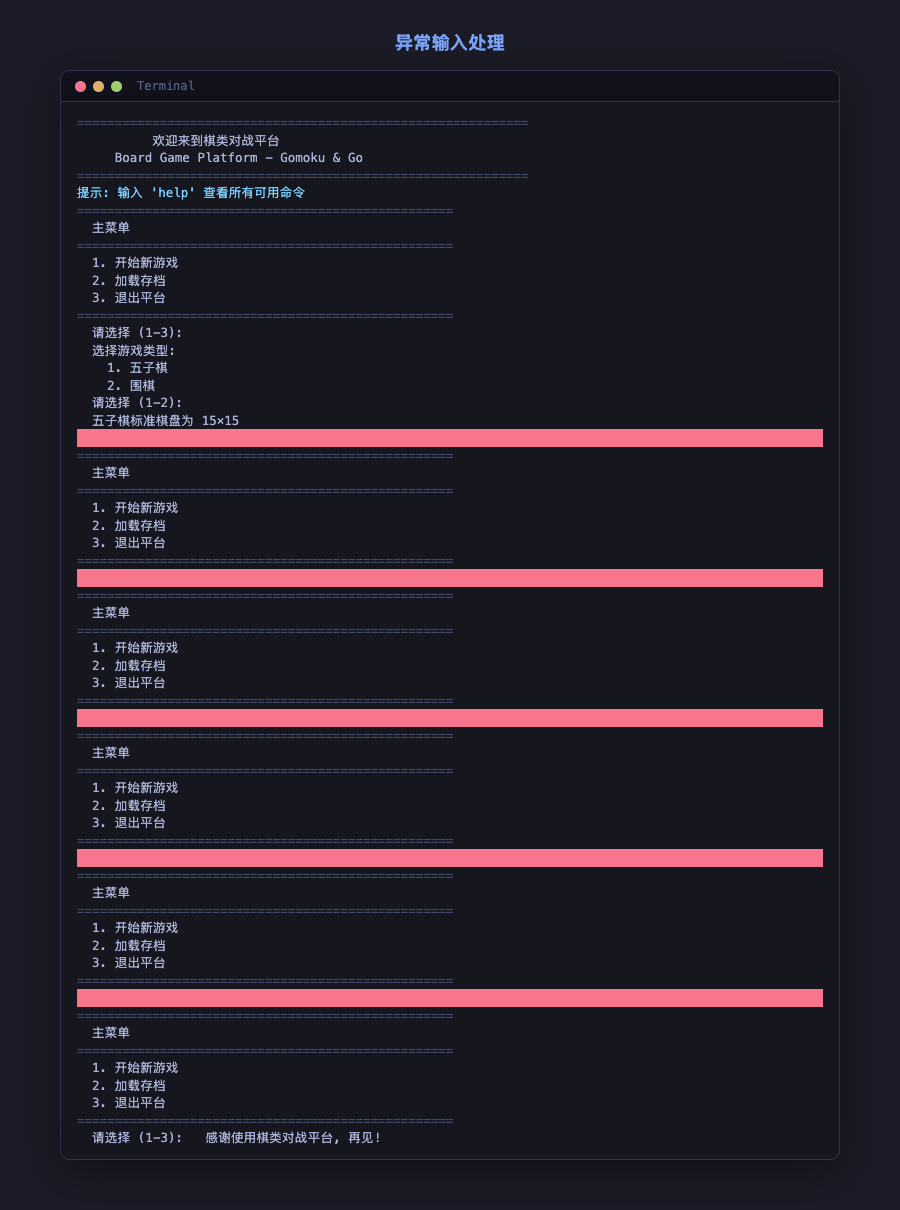 异常输入处理
Terminal
============================================================
欢迎来到棋类对战平台
Board Game Platform - Gomoku & Go
============================================================
提示: 输入 'help' 查看所有可用命令
==================================================
主菜单
==================================================
1. 开始新游戏
2. 加载存档
3. 退出平台
==================================================
请选择 (1-3):
选择游戏类型:
1. 五子棋
2. 围棋
请选择 (1-2):
五子棋标准棋盘为 15×15
==================================================
主菜单
==================================================
1. 开始新游戏
2. 加载存档
3. 退出平台
==================================================
==================================================
主菜单
==================================================
1. 开始新游戏
2. 加载存档
3. 退出平台
==================================================
==================================================
主菜单
==================================================
1. 开始新游戏
2. 加载存档
3. 退出平台
==================================================
==================================================
主菜单
==================================================
1. 开始新游戏
2. 加载存档
3. 退出平台
==================================================
==================================================
主菜单
==================================================
1. 开始新游戏
2. 加载存档
3. 退出平台
==================================================
请选择 (1-3):   感谢使用棋类对战平台, 再见!